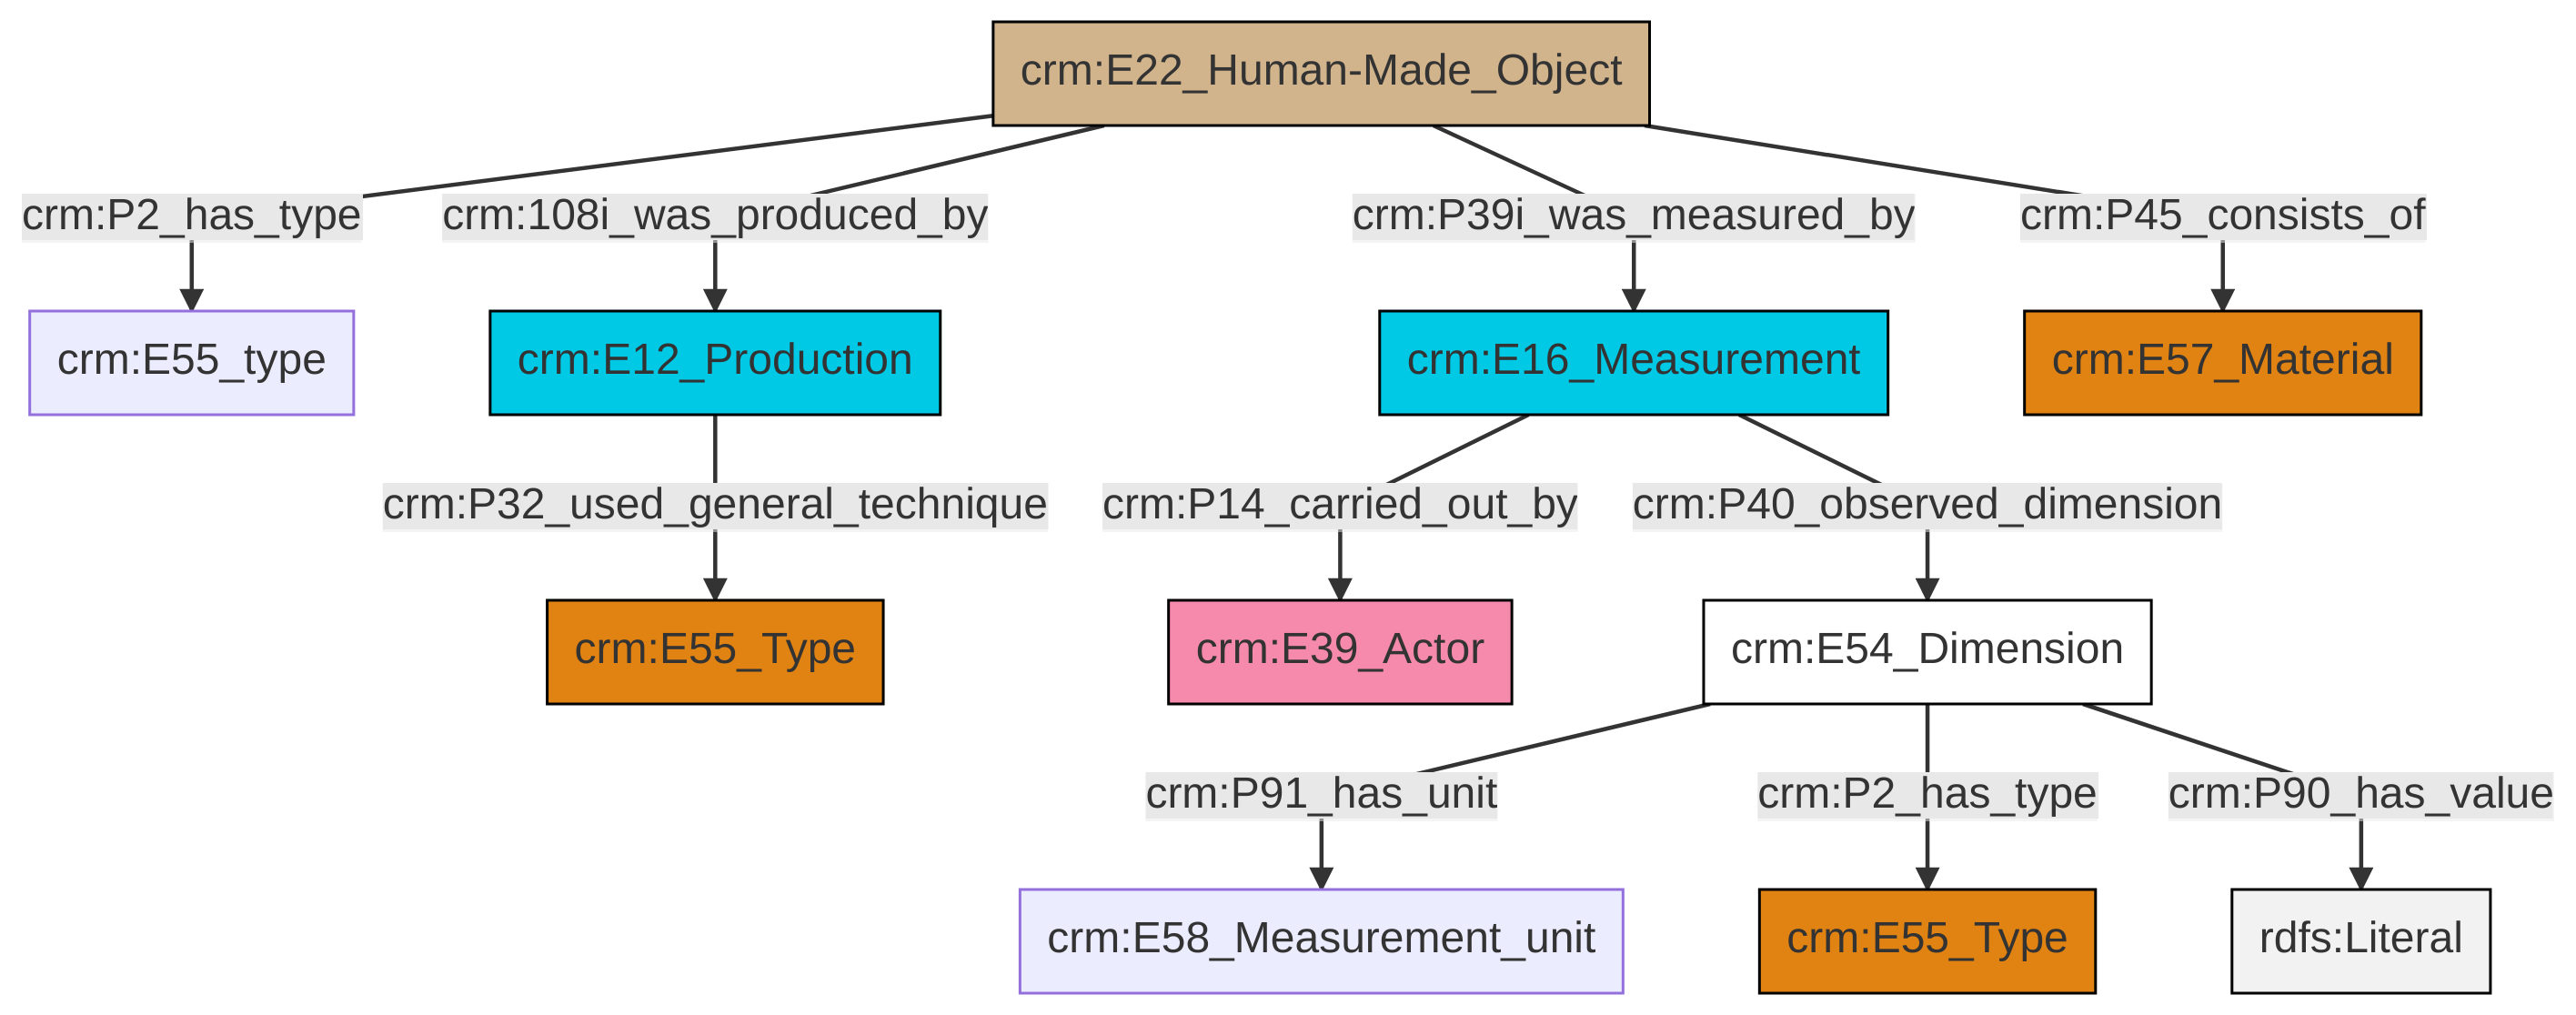 crm:E22_Human-Made_Object
crm:P2_has_type
crm:108i_was_produced_by
crm:P39i_was_measured_by
crm:P45_consists_of
crm:E55_type
crm:E12_Production
crm:E16_Measurement
crm:E57_Material
crm:P32_used_general_technique
crm:P14_carried_out_by
crm:P40_observed_dimension
crm:E55_Type
crm:E39_Actor
crm:E54_Dimension
crm:P91_has_unit
crm:P2_has_type
crm:P90_has_value
crm:E58_Measurement_unit
crm:E55_Type
rdfs:Literal